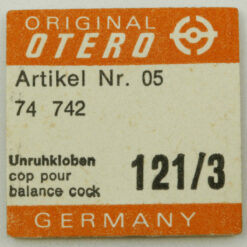 ORIGINAL
OTERO
Artikel Nr. 05
74 742
Unruhkloben
cop pour
balance cock
121/3
GERMANY